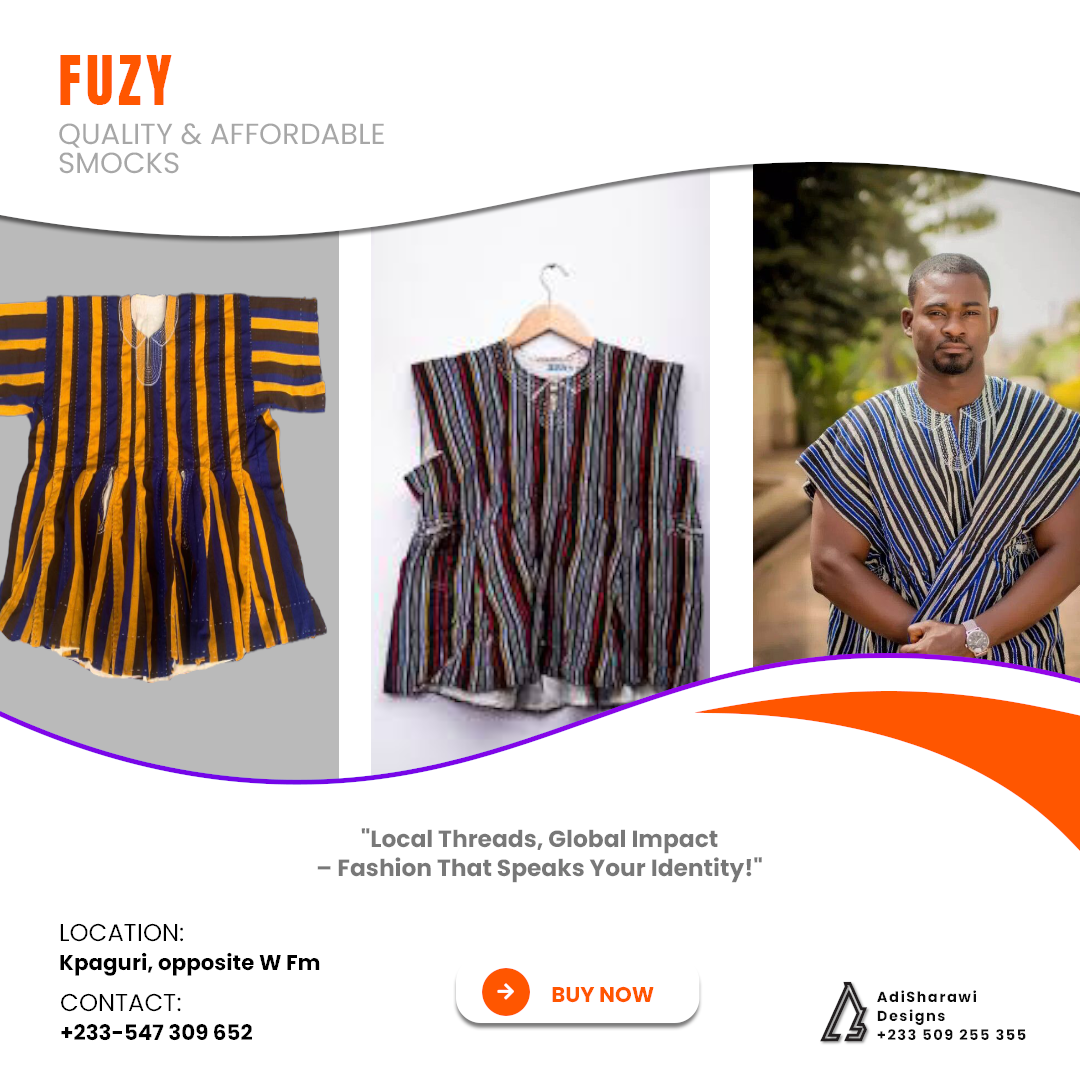 FUZY
QUALITY & AFFORDABLE
SMOCKS
"Local Threads, Global Impact
– Fashion That Speaks Your Identity!"
LOCATION:
Kpaguri, opposite W Fm
CONTACT:
+233-547 309 652
BUY NOW
AdiSharawi
Designs
+233 509 255 355